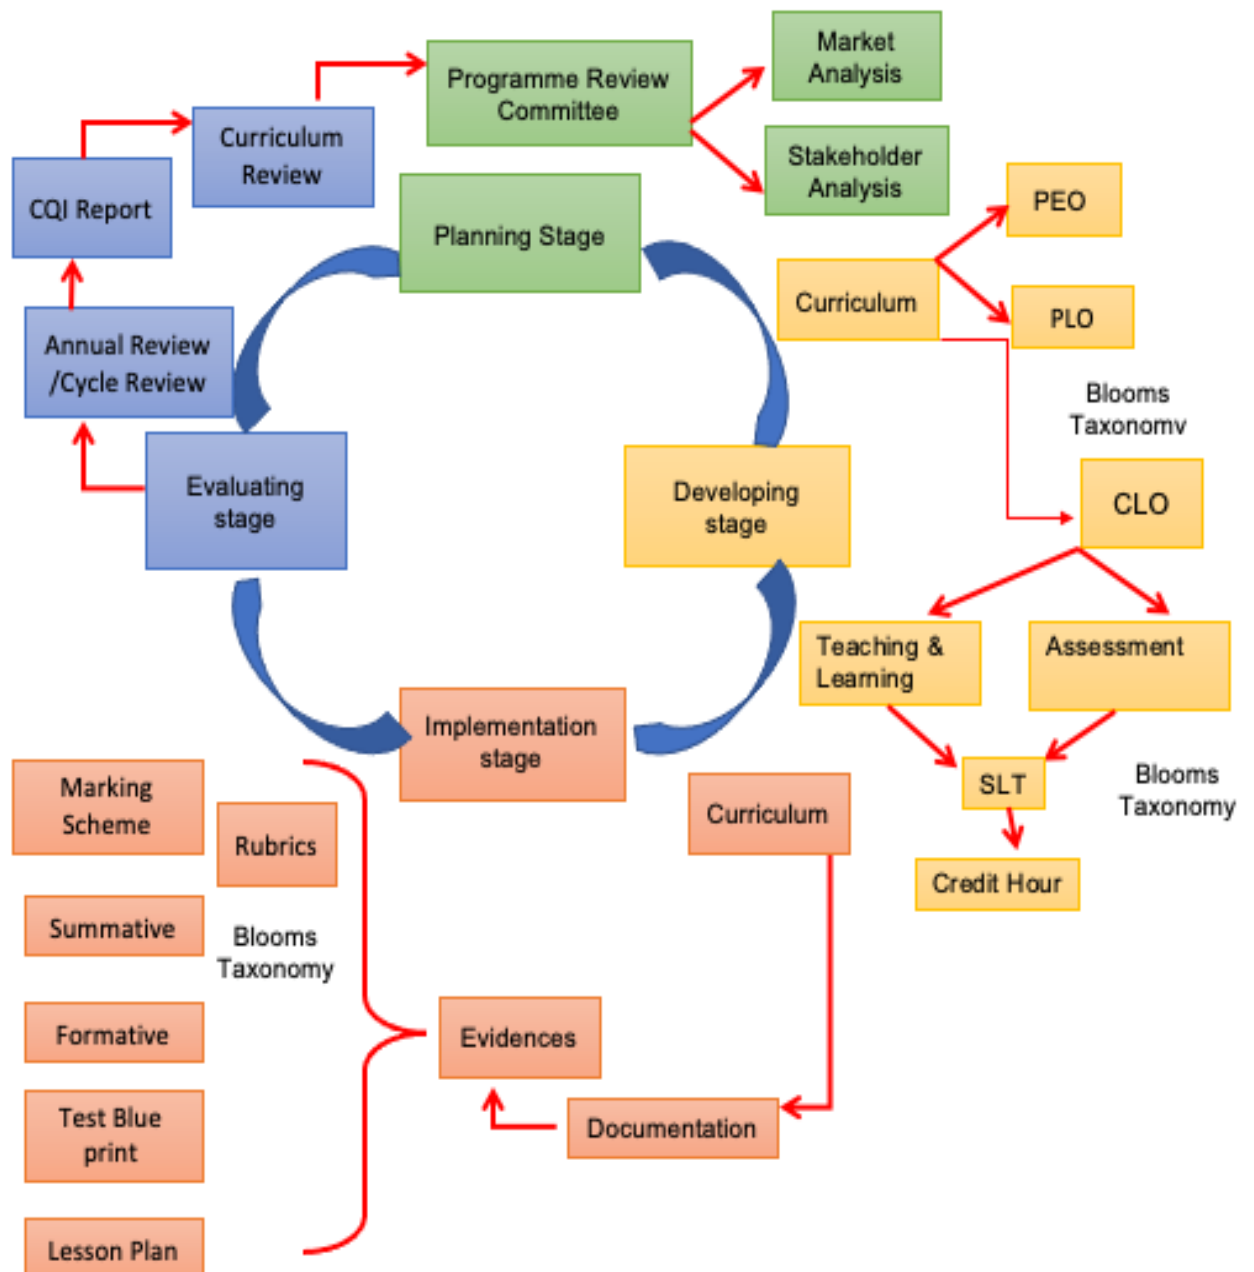 Programme Review
Committee
Market
Analysis
Stakeholder
Analysis
Curriculum
Review
CQI Report
Annual Review
/Cycle Review
Planning Stage
Evaluating
stage
Developing
stage
Implementation
stage
Curriculum
PEO
PLO
Blooms
Taxonomv
CLO
Teaching &
Learning
Assessment
SLT
Blooms
Taxonomy
Credit Hour
Curriculum
Documentation
Evidences
Marking
Scheme
Rubrics
Summative
Blooms
Taxonomy
Formative
Test Blue
print
Lesson Plan